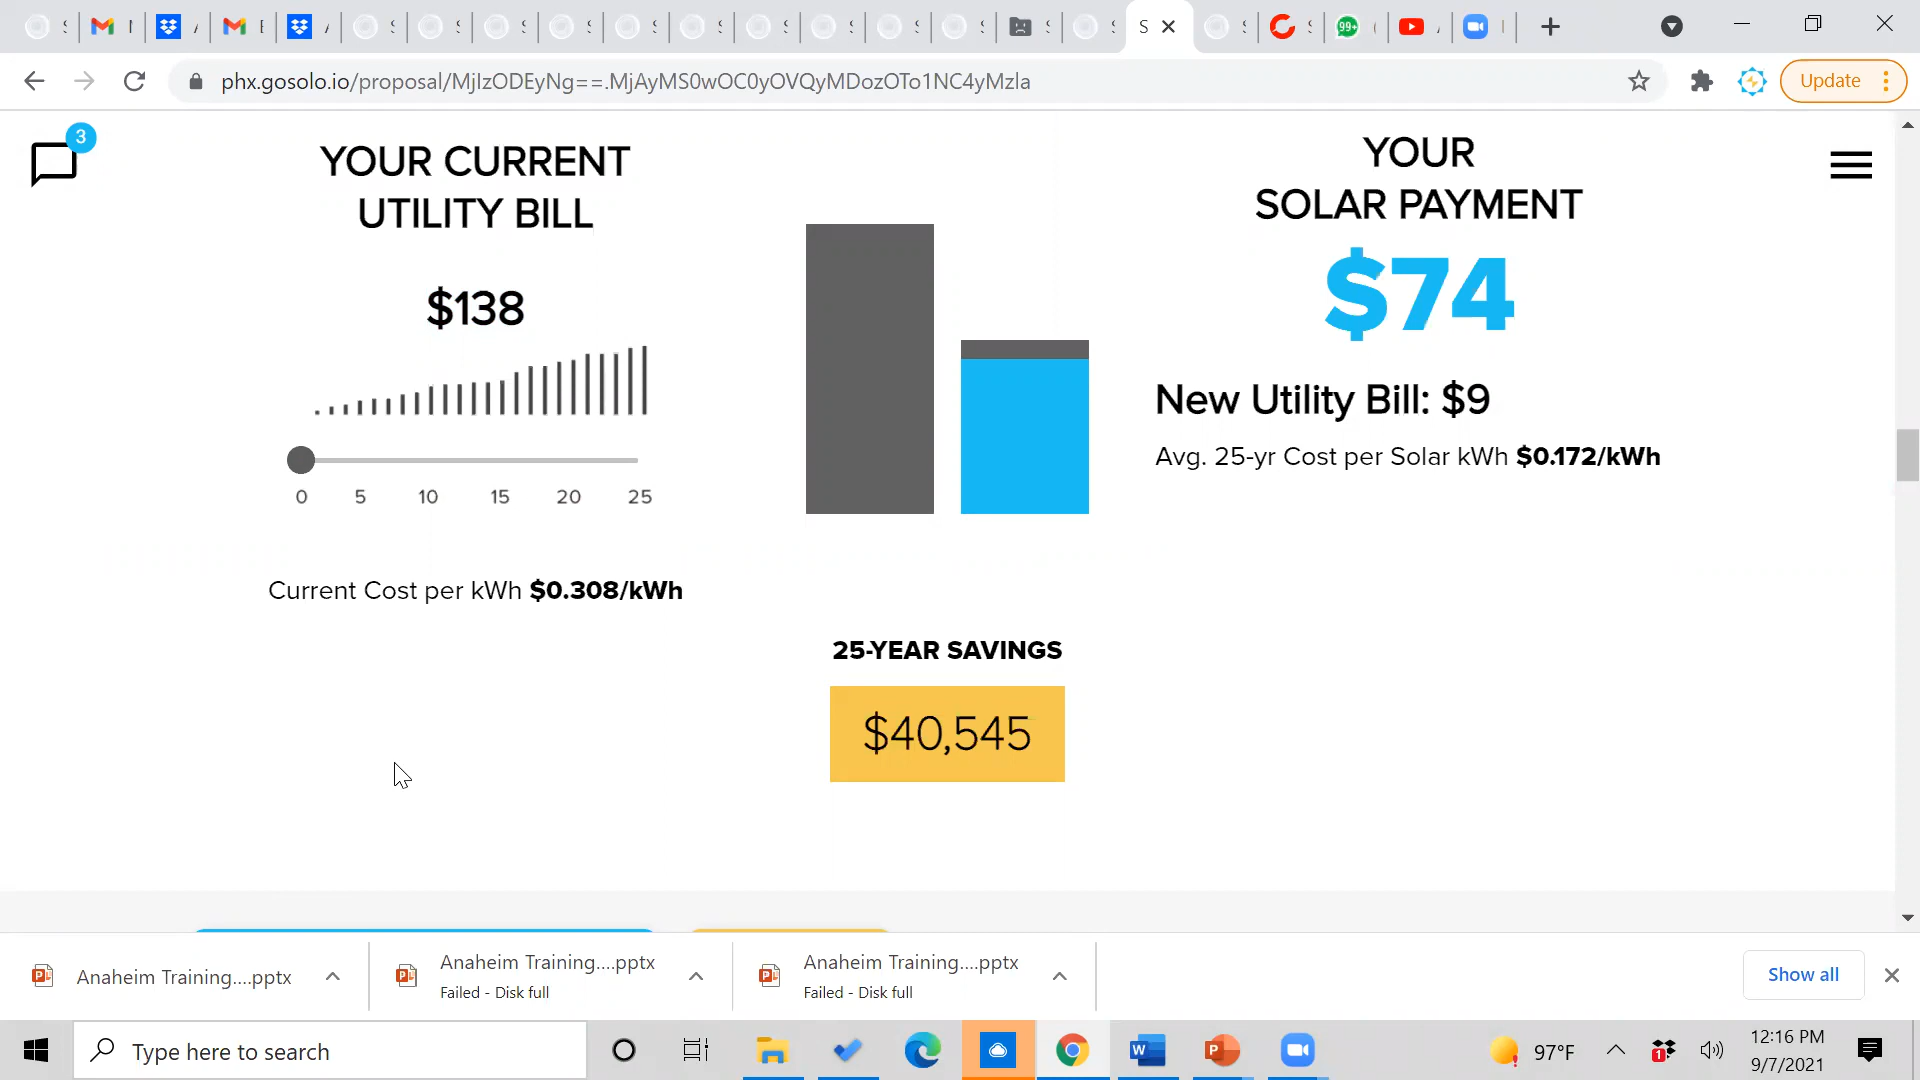 S
phx.gosolo.io/proposal/MjIzODEyNg==.MjAyMS0wOC0yOVQyMDozOTo1NC4yMzla
Update
3
YOUR CURRENT
UTILITY BILL
$138
0 5 10 15 20 25
Current Cost per kWh $0.308/kWh
YOUR
SOLAR PAYMENT
$74
New Utility Bill: $9
Avg. 25-yr Cost per Solar kWh $0.172/kWh
25-YEAR SAVINGS
$40,545
Anaheim Training....pptx
Anaheim Training....pptx
Failed - Disk full
Anaheim Training....pptx
Failed - Disk full
Show all
Type here to search
97°F
12:16 PM
9/7/2021